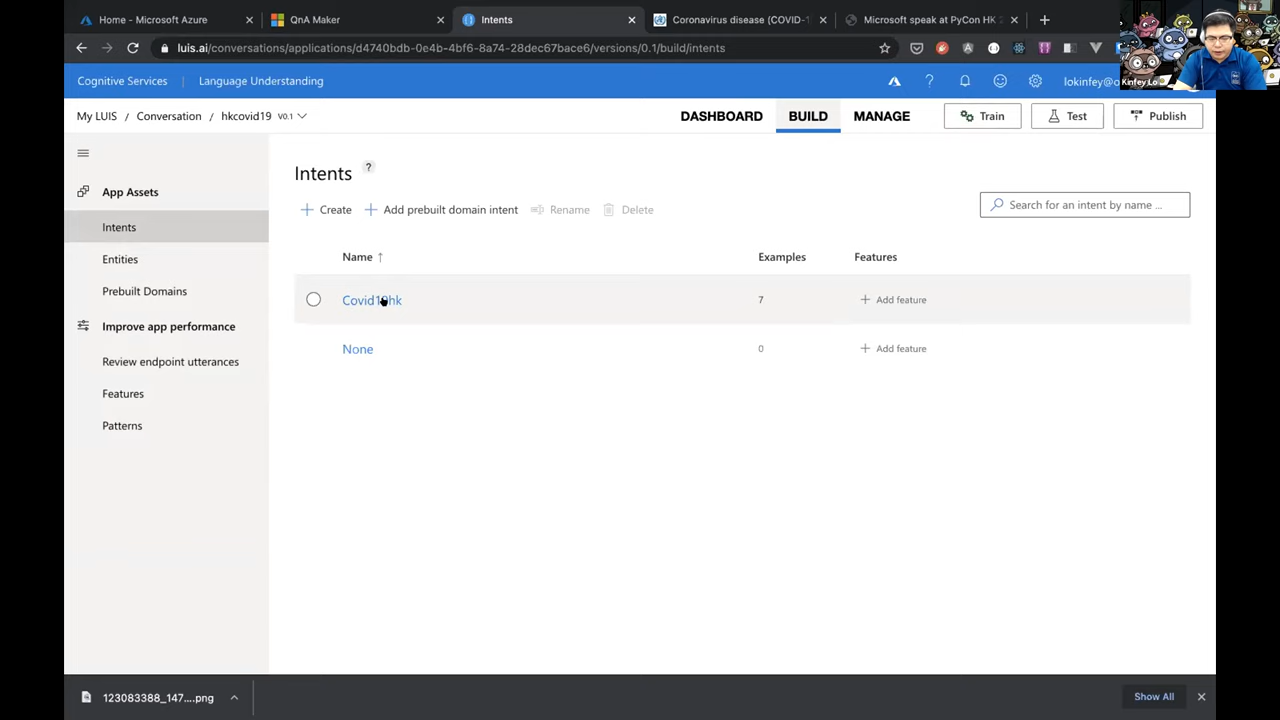 Home - Microsoft Azure
QnA Maker
Intents
Coronavirus disease (COVID-1
Microsoft speak at PyCon HK 2
luis.ai/conversations/applications/d4740bdb-0e4b-4bf6-8a74-28dec67bace6/versions/0.1/build/intents
Kinfey Lo
Cognitive Services | Language Understanding
? lokinfey@o
My LUIS / Conversation / hkcovid19 V0.1
DASHBOARD
BUILD
MANAGE
Train
Test
Publish
App Assets
Intents
Entities
Prebuilt Domains
Improve app performance
Review endpoint utterances
Features
Patterns
Intents ?
+ Create
+ Add prebuilt domain intent
Rename
Delete
Search for an intent by name ...
Name ↑
Examples
Features
Covid19hk
7
+ Add feature
None
0
+ Add feature
123083388_147....png
Show All